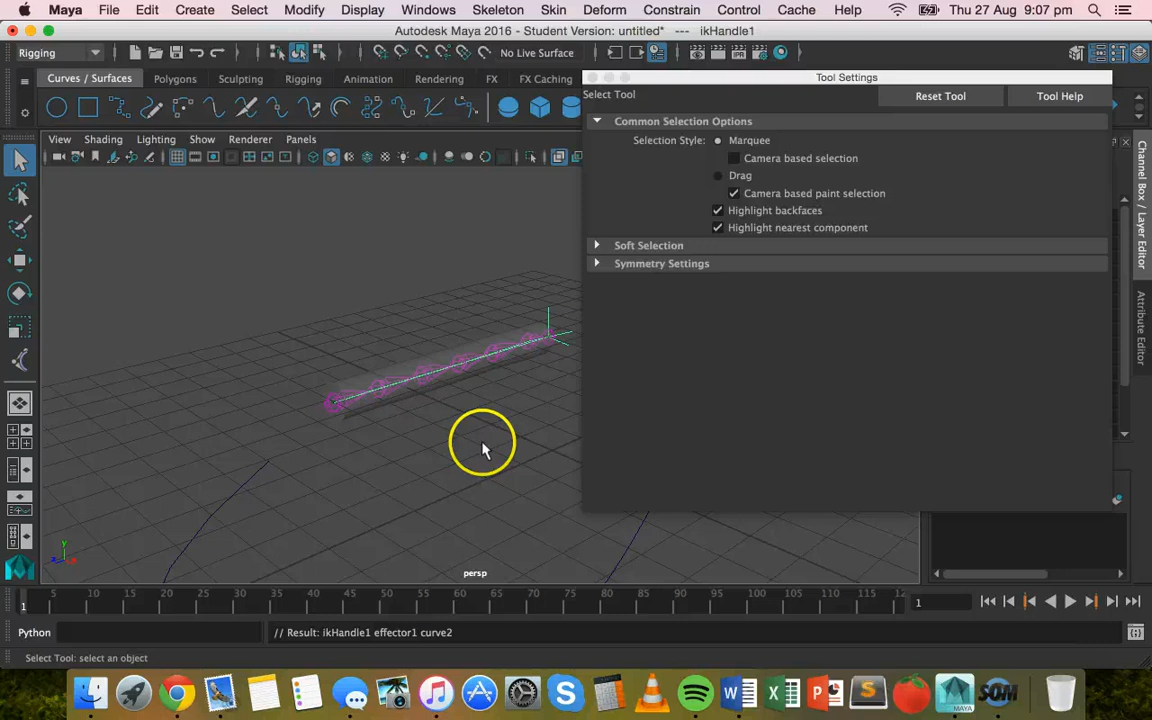 Maya File Edit Create Select Modify Display Windows Skeleton Skin Deform Constrain Control Cache Help Thu 27 Aug 9:07 pm
Autodesk Maya 2016 - Student Version: untitled* --- ikHandle1
Rigging No Live Surface
Curves / Surfaces Polygons Sculpting Rigging Animation Rendering FX FX Caching
Tool Settings
Select Tool Reset Tool Tool Help
Common Selection Options
View Shading Lighting Show Renderer Panels
Selection Style: Marquee
Camera based selection
Drag
Camera based paint selection
Highlight backfaces
Highlight nearest component
Soft Selection
Symmetry Settings
Channel Box / Layer Editor
Attribute Editor
Y
persp
1 5 10 15 20 25 30 35 40 45 50 55 60 65 70 75 80 85 90 95 100 105 110 115 12
1
Python // Result: ikHandle1 effector1 curve2
Select Tool: select an object
MAYA
SOM